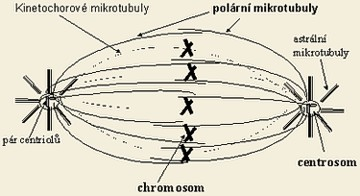 Kinetochorové mikrotubuly
polární mikrotubuly
astrální
mikrotubuly
pár centriolů
centrosom
chromosom